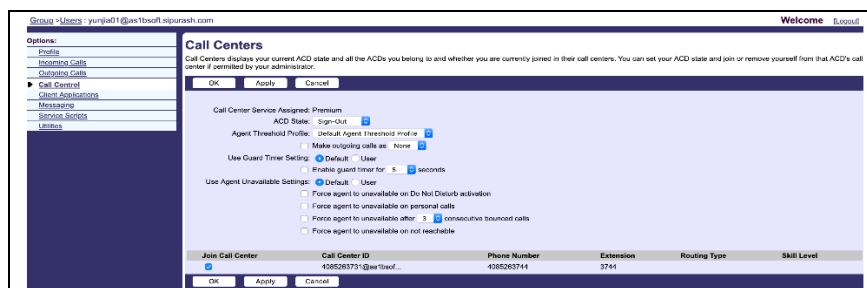 Group >Users : yunjia01@as1bsoft.sipurash.com Welcome [Logout]
Options:
Profile
Incoming Calls
Outgoing Calls
Call Control
Client Applications
Messaging
Service Scripts
Utilities
Call Centers
Call Centers displays your current ACD state and all the ACDs you belong to and whether you are currently joined in their call centers. You can set your ACD state and join or remove yourself from that ACD's call
center if permitted by your administrator.
OK Apply Cancel
Call Center Service Assigned: Premium
ACD State: Sign-Out
Agent Threshold Profile: Default Agent Threshold Profile
Make outgoing calls as None
Use Guard Timer Setting: Default User
Enable guard timer for 5 seconds
Use Agent Unavailable Settings: Default User
Force agent to unavailable on Do Not Disturb activation
Force agent to unavailable on personal calls
Force agent to unavailable after 3 consecutive bounced calls
Force agent to unavailable on not reachable
Join Call Center Call Center ID Phone Number Extension Routing Type Skill Level
4085263731@as1bsof... 4085263744 3744
OK Apply Cancel